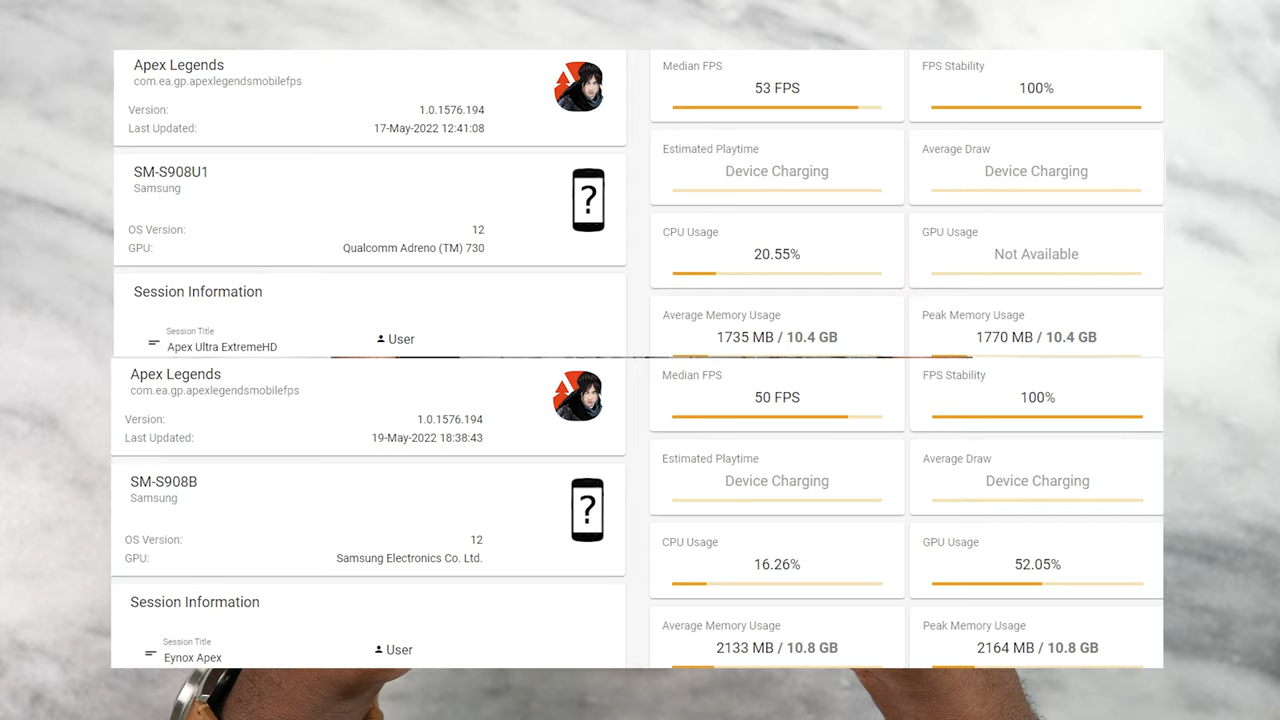 Apex Legends
com.ea.gp.apexlegendsmobilefps
Version: 1.0.1576.194
Last Updated: 17-May-2022 12:41:08
SM-S908U1
Samsung
?
OS Version: 12
GPU: Qualcomm Adreno (TM) 730
Session Information
Session Title
Apex Ultra ExtremeHD
User
Median FPS
53 FPS
FPS Stability
100%
Estimated Playtime
Device Charging
Average Draw
Device Charging
CPU Usage
20.55%
GPU Usage
Not Available
Average Memory Usage
1735 MB / 10.4 GB
Peak Memory Usage
1770 MB / 10.4 GB
Apex Legends
com.ea.gp.apexlegendsmobilefps
Version: 1.0.1576.194
Last Updated: 19-May-2022 18:38:43
SM-S908B
Samsung
?
OS Version: 12
GPU: Samsung Electronics Co. Ltd.
Session Information
Session Title
Eynox Apex
User
Median FPS
50 FPS
FPS Stability
100%
Estimated Playtime
Device Charging
Average Draw
Device Charging
CPU Usage
16.26%
GPU Usage
52.05%
Average Memory Usage
2133 MB / 10.8 GB
Peak Memory Usage
2164 MB / 10.8 GB